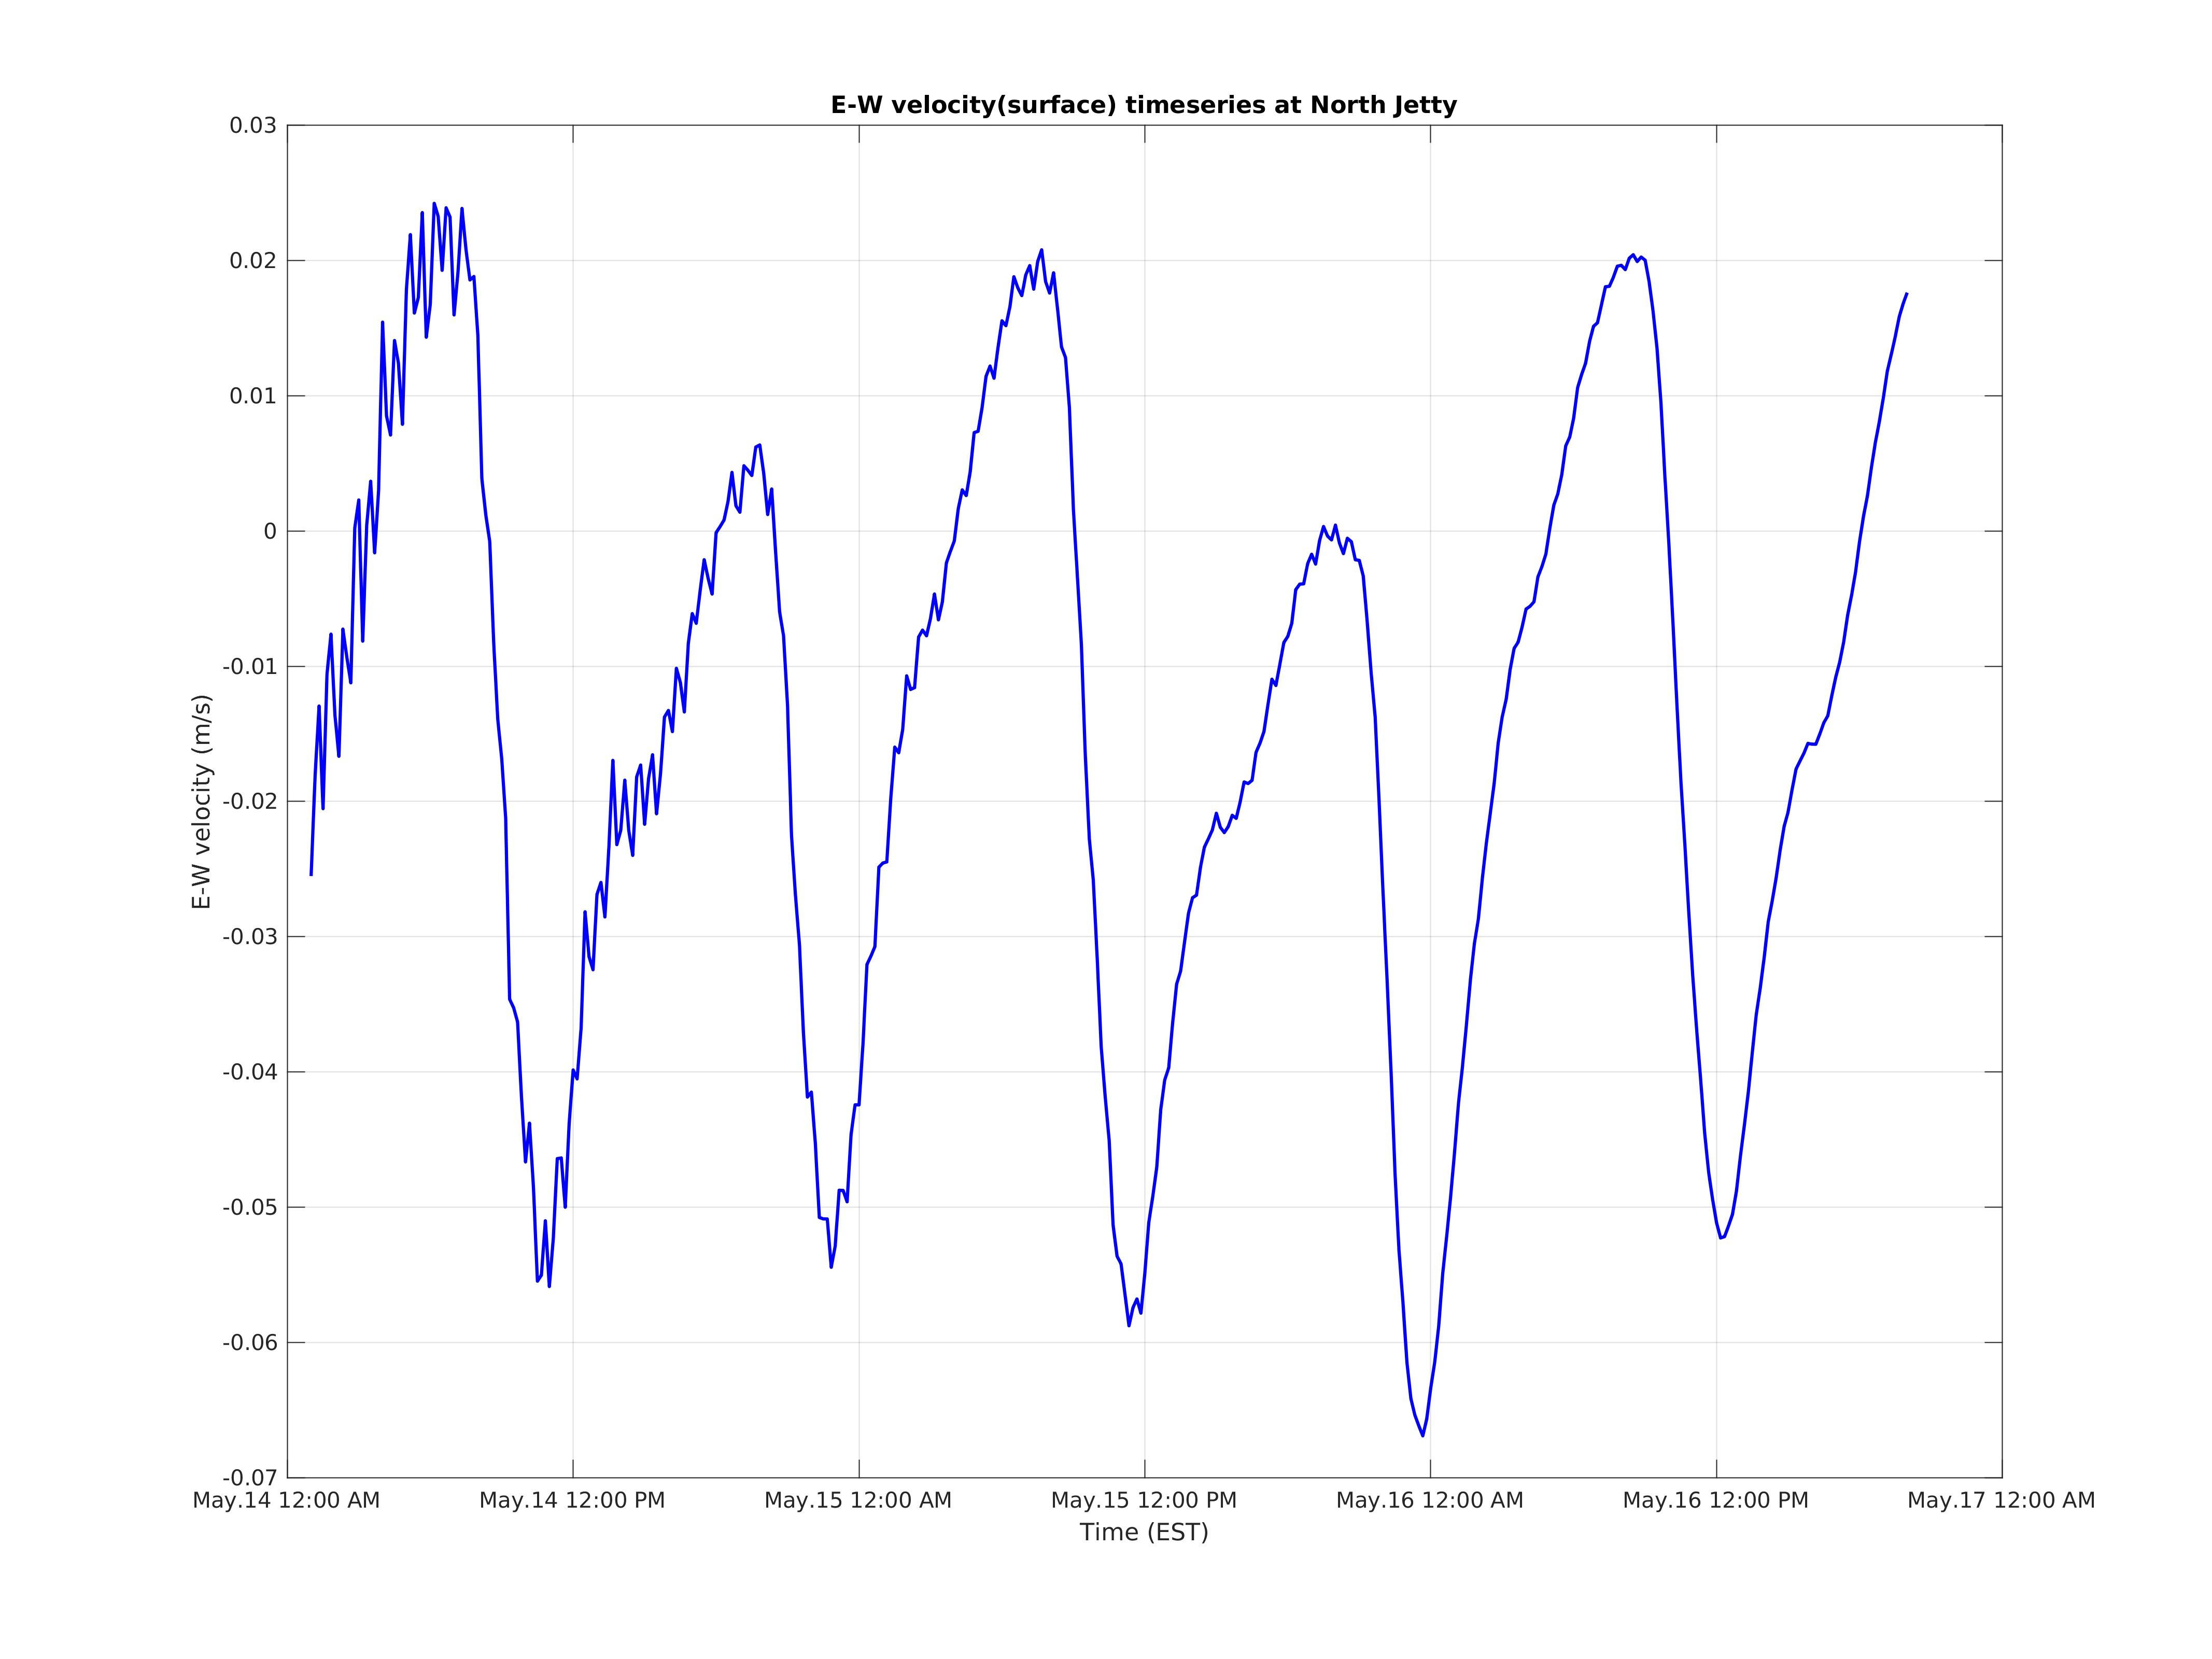 E-W velocity(surface) timeseries at North Jetty
0.03
0.02
0.01
0
-0.01
-0.02
-0.03
-0.04
-0.05
-0.06
-0.07
E-W velocity (m/s)
May.14 12:00 AM May.14 12:00 PM May.15 12:00 AM May.15 12:00 PM May.16 12:00 AM May.16 12:00 PM May.17 12:00 AM
Time (EST)